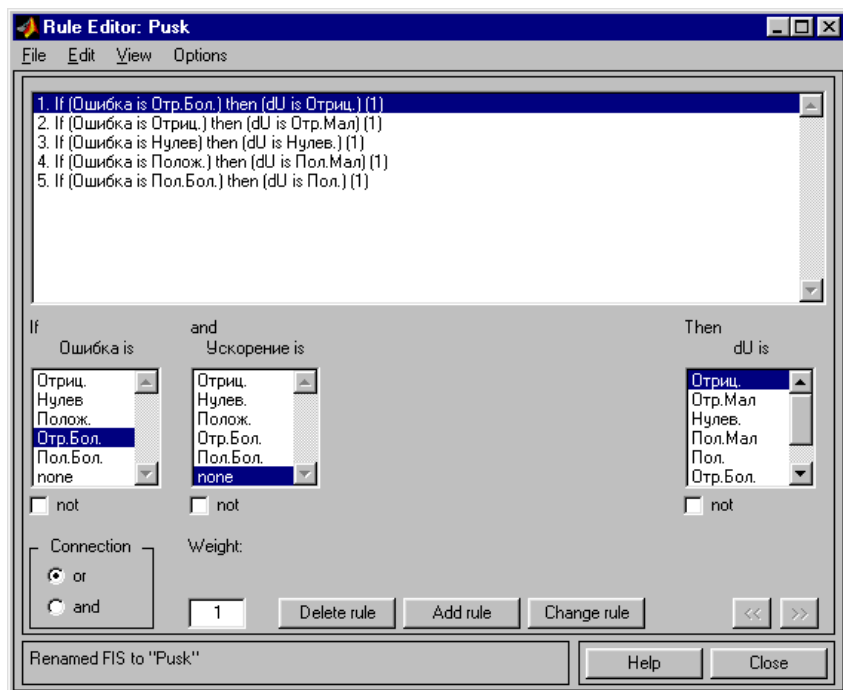 Rule Editor: Pusk
File Edit View Options
1. If (Ошибка is Отр.Бол.) then (dU is Отриц.) (1)
2. If (Ошибка is Отриц.) then (dU is Отр.Мал) (1)
3. If (Ошибка is Нулев) then (dU is Нулев.) (1)
4. If (Ошибка is Полож.) then (dU is Пол.Мал) (1)
5. If (Ошибка is Пол.Бол.) then (dU is Пол.) (1)
If
Ошибка is
Отриц.
Нулев
Полож.
Отр.Бол.
Пол.Бол.
none
not
and
Ускорение is
Отриц.
Нулев.
Полож.
Отр.Бол.
Пол.Бол.
none
not
Then
dU is
Отриц.
Отр.Мал
Нулев.
Пол.Мал
Пол.
Отр.Бол.
not
Connection
or
and
Weight:
1
Delete rule
Add rule
Change rule
<<
>>
Renamed FIS to "Pusk"
Help
Close